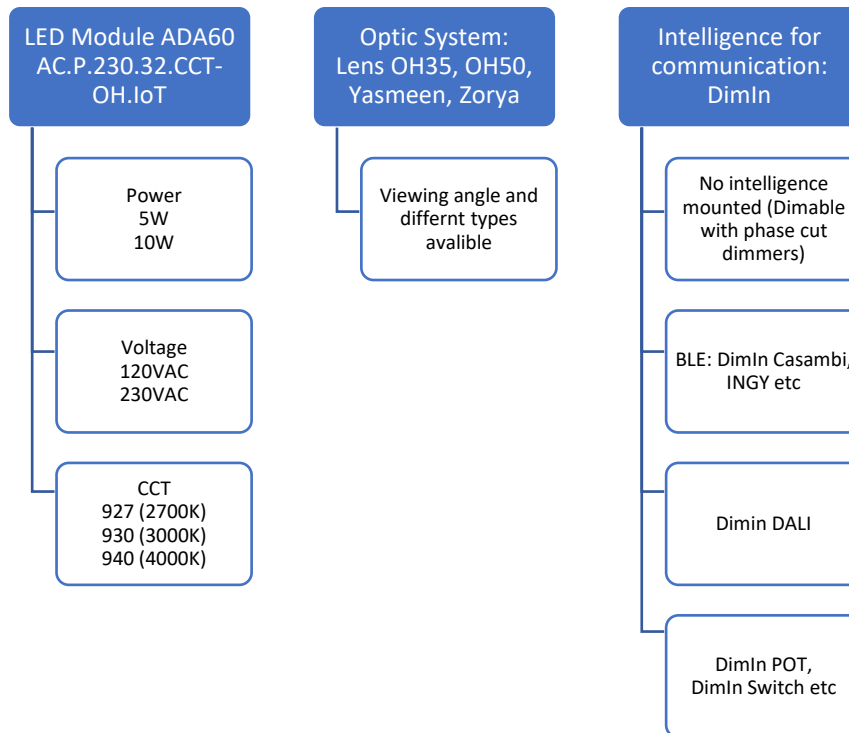 LED Module ADA60
AC.P.230.32.CCT-
OH.IoT
Power
5W
10W
Voltage
120VAC
230VAC
CCT
927 (2700K)
930 (3000K)
940 (4000K)
Optic System:
Lens OH35, OH50,
Yasmeen, Zorya
Viewing angle and
differnt types
avalible
Intelligence for
communication:
DimIn
No intelligence
mounted (Dimable
with phase cut
dimmers)
BLE: DimIn Casambi,
INGY etc
Dimin DALI
DimIn POT,
DimIn Switch etc